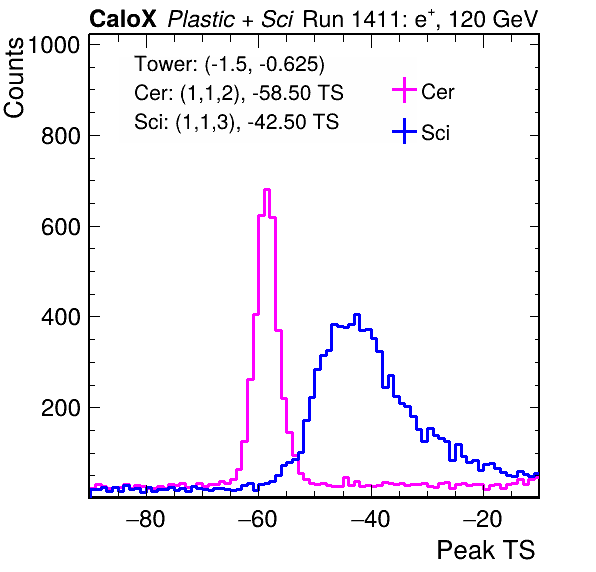 CaloX Plastic + Sci Run 1411: e+, 120 GeV
Counts
1000
800
600
400
200
Tower: (-1.5, -0.625)
Cer: (1,1,2), -58.50 TS
Sci: (1,1,3), -42.50 TS
Cer
Sci
−80 −60 −40 −20
Peak TS